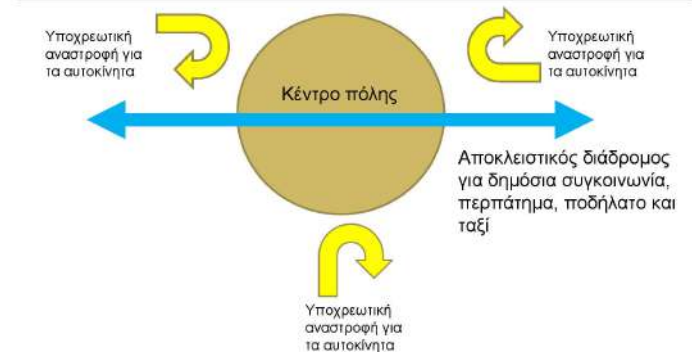 Υποχρεωτική
αναστροφή για
τα αυτοκίνητα
Υποχρεωτική
αναστροφή για
τα αυτοκίνητα
Κέντρο πόλης
Αποκλειστικός διάδρομος
για δημόσια συγκοινωνία,
περπάτημα, ποδήλατο και
ταξί
Υποχρεωτική
αναστροφή για
τα αυτοκίνητα